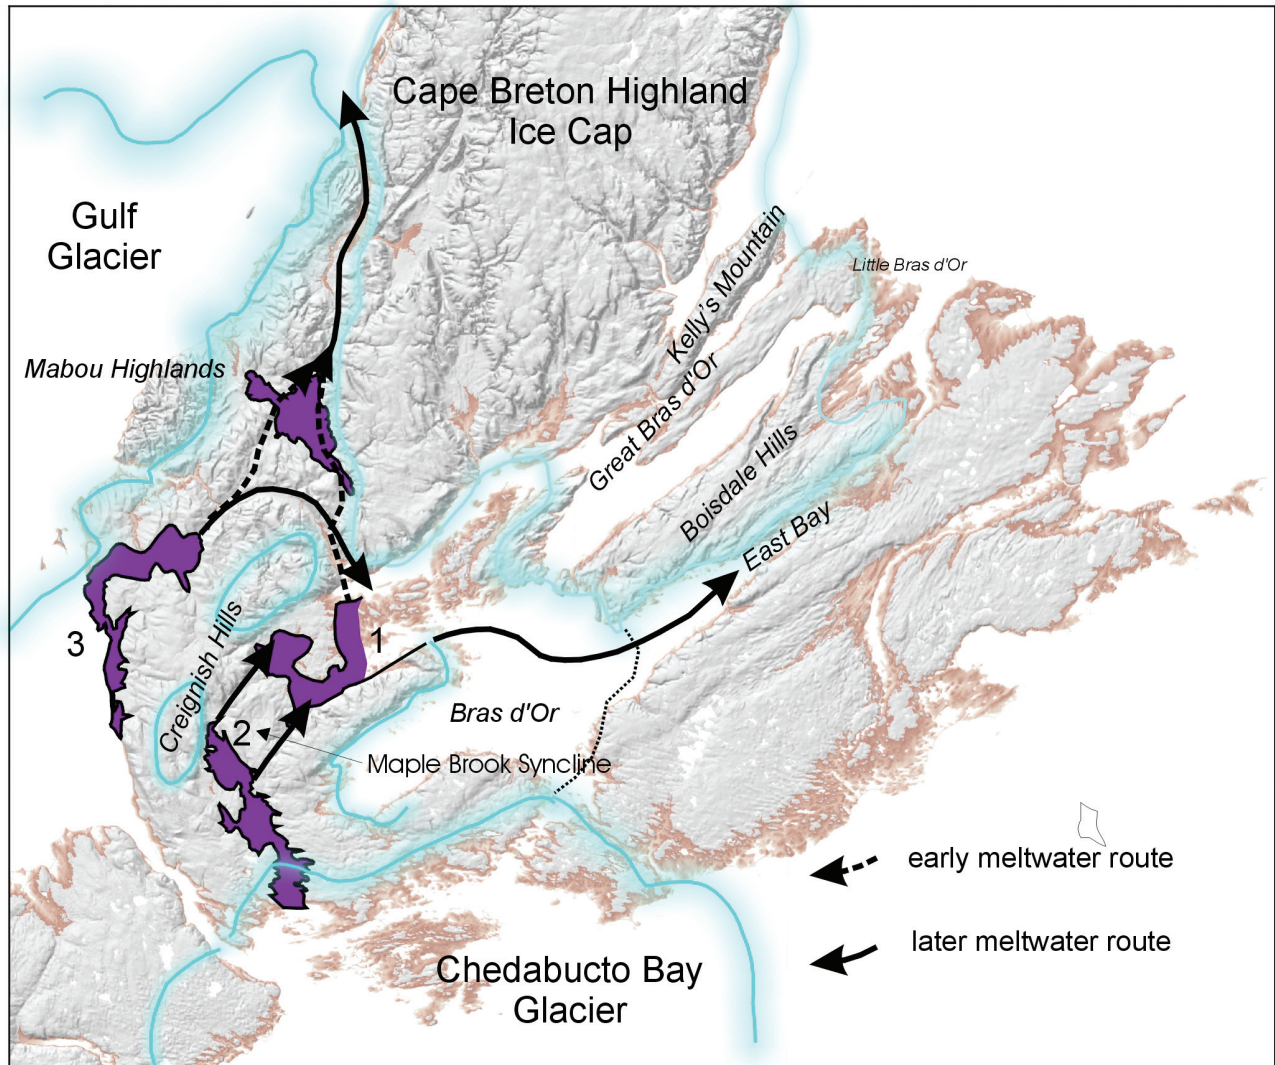 Cape Breton Highland
Ice Cap
Gulf
Glacier
Kelly's Mountain
Little Bras d'Or
Mabou Highlands
Great Bras d'Or
Boisdale Hills
East Bay
3
Creignish Hills
1
2
Bras d'Or
Maple Brook Syncline
early meltwater route
later meltwater route
Chedabucto Bay
Glacier